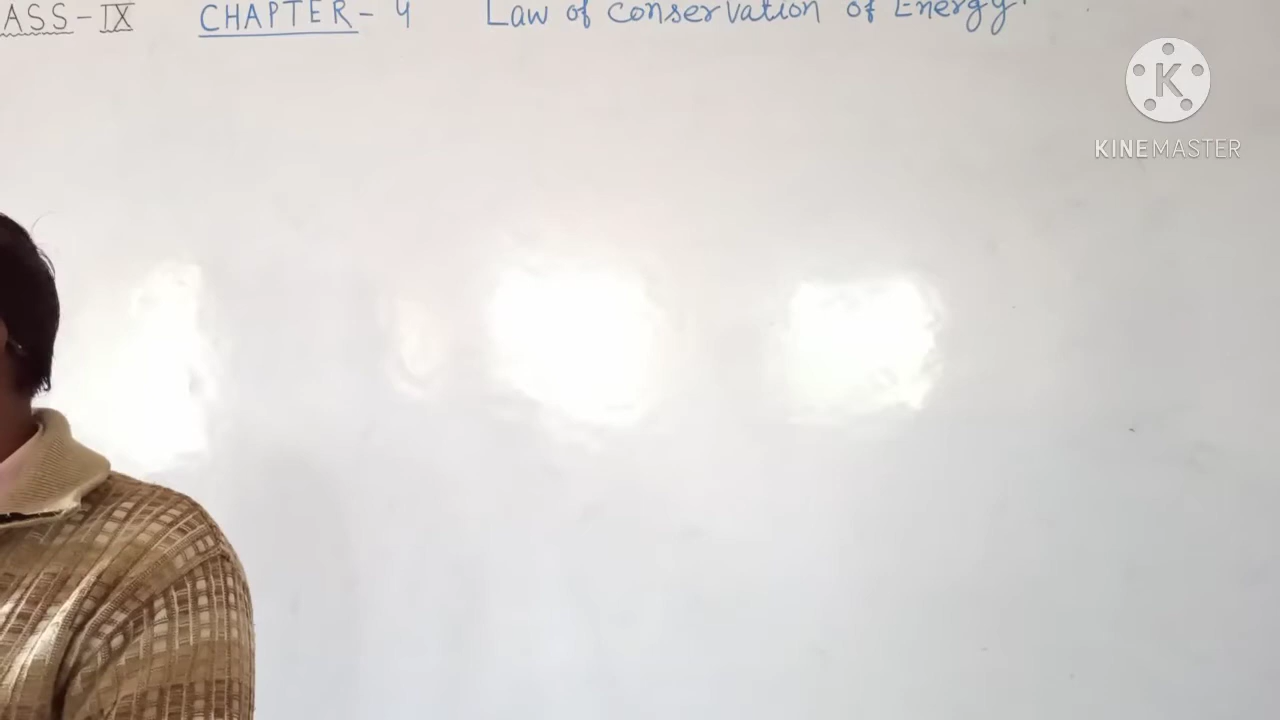 ASS - IX CHAPTER - 4 Law of Conservation of Energy.
KINEMASTER